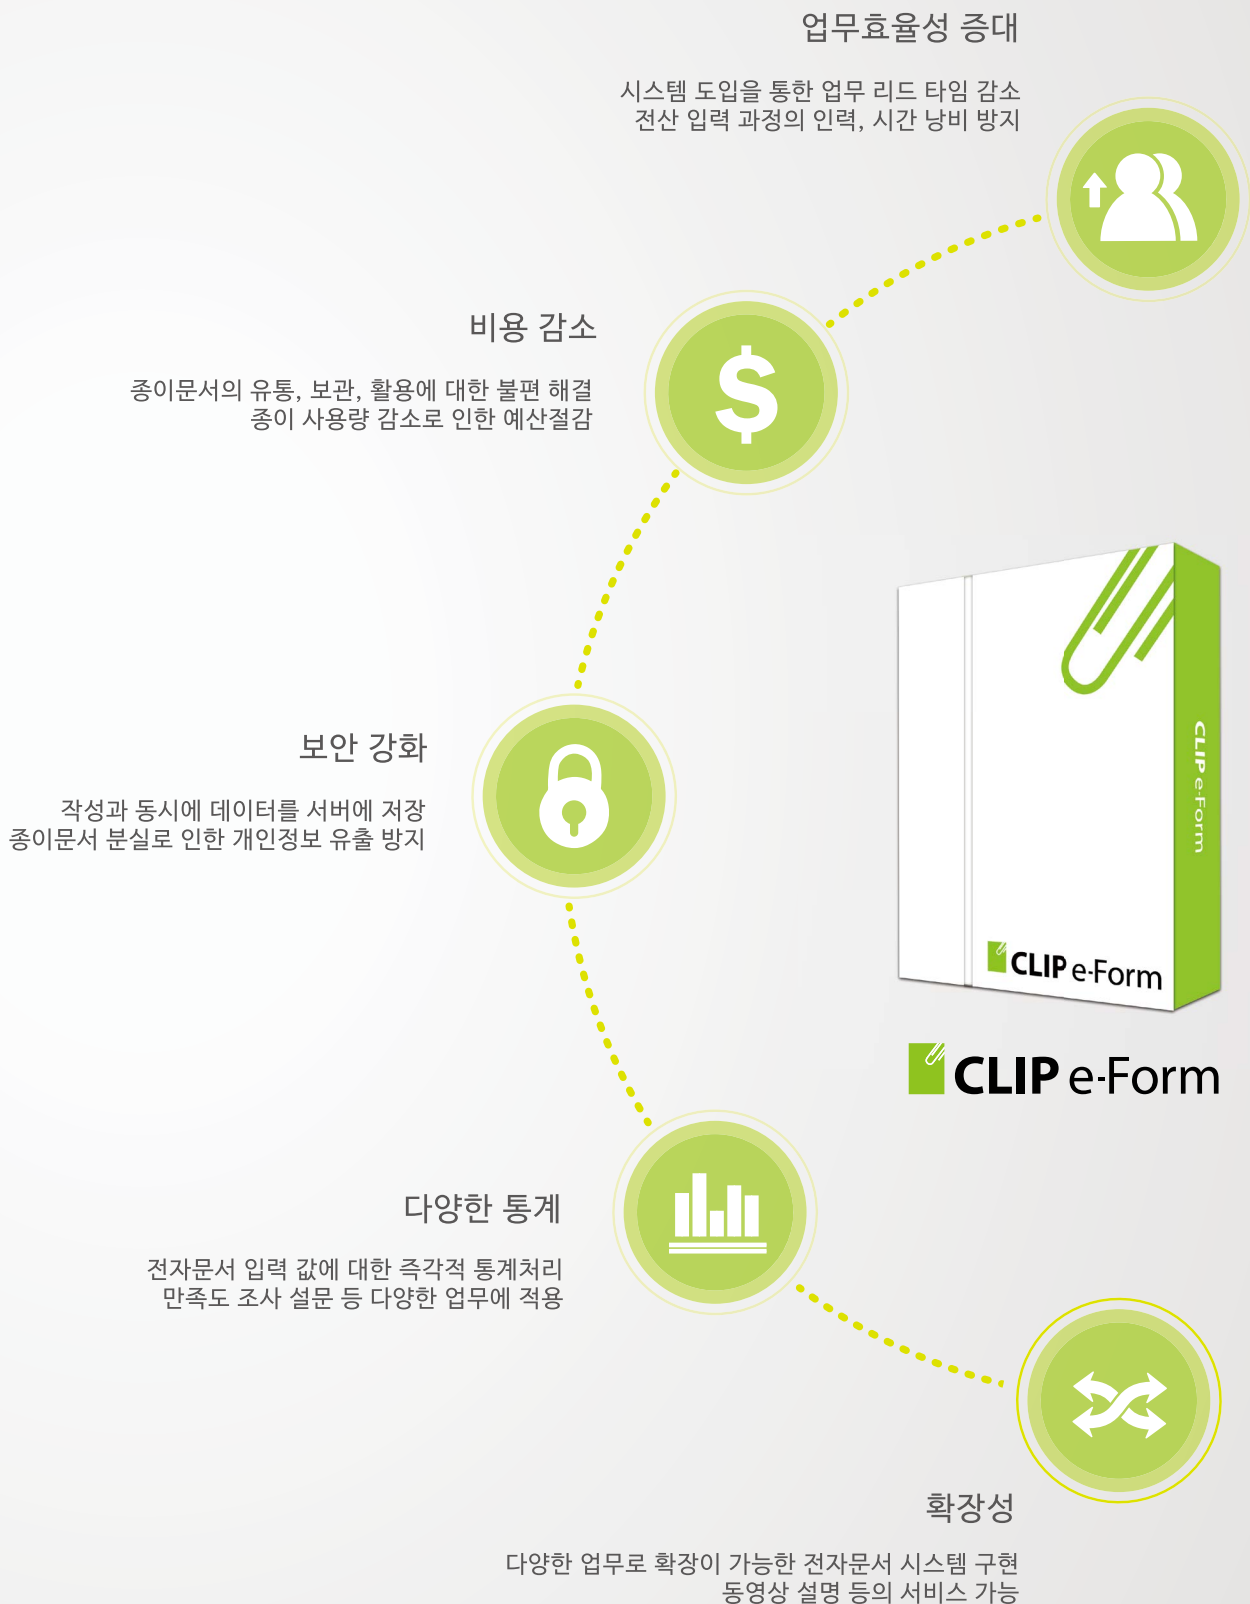 업무효율성 증대
시스템 도입을 통한 업무 리드 타임 감소
전산 입력 과정의 인력, 시간 낭비 방지
비용 감소
종이문서의 유통, 보관, 활용에 대한 불편 해결
종이 사용량 감소로 인한 예산절감
보안 강화
작성과 동시에 데이터를 서버에 저장
종이문서 분실로 인한 개인정보 유출 방지
CLIP e-Form
CLIP e-Form
CLIP e-Form
다양한 통계
전자문서 입력 값에 대한 즉각적 통계처리
만족도 조사 설문 등 다양한 업무에 적용
확장성
다양한 업무로 확장이 가능한 전자문서 시스템 구현
동영상 설명 등의 서비스 가능